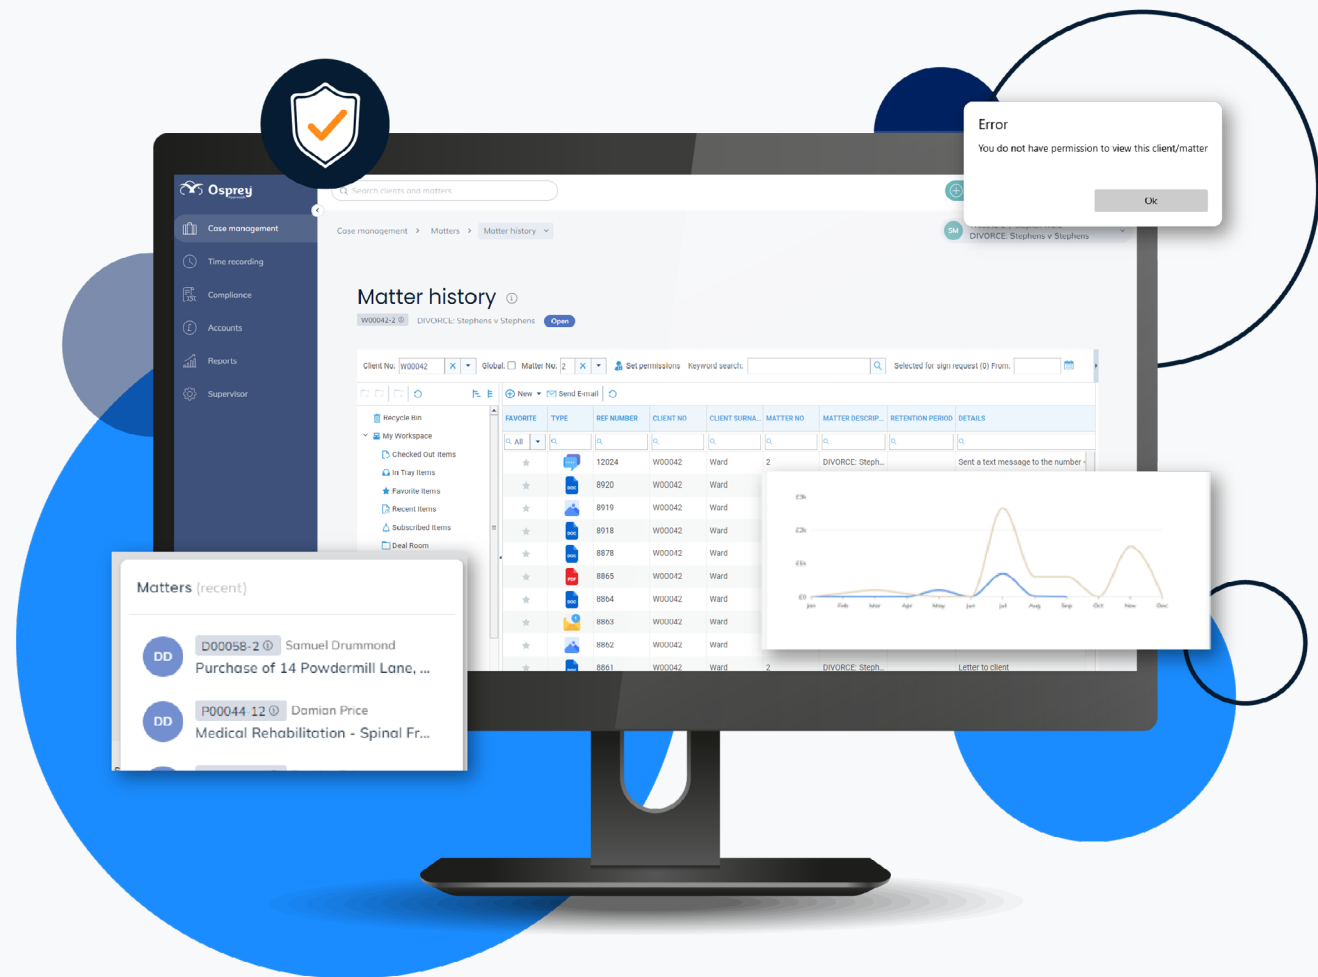 Error
You do not have permission to view this client/matter
Ok
Osprey
Search clients and matters
Case management
Time recording
Compliance
Accounts
Reports
Supervisor
Case management > Matters > Matter history
SM
DIVORCE: Stephens v Stephens
Matter history
W00042-2 DIVORCE: Stephens v Stephens Open
Client No: W00042 Global: Matter No: 2 Set permissions Keyword search: Selected for sign request (0) From:
New Send E-mail
Recycle Bin
My Workspace
Checked Out Items
In Tray Items
Favorite Items
Recent Items
Subscribed Items
Deal Room
FAVORITE TYPE REF NUMBER CLIENT NO CLIENT SURNA... MATTER NO MATTER DESCRIP... RETENTION PERIOD DETAILS
All
12024 W00042 Ward 2 DIVORCE: Steph... Sent a text message to the number
DOC 8920 W00042 Ward
8919 W00042 Ward
DOC 8918 W00042 Ward
DOC 8878 W00042 Ward
PDF 8865 W00042 Ward
DOC 8864 W00042 Ward
8863 W00042 Ward
8862 W00042 Ward
8861 W00042 Ward 2 DIVORCE: Steph... Letter to client
£0
Jan Feb Mar Apr May Jun Jul Aug Sep Oct Nov Dec
Matters (recent)
DD
D00058-2 Samuel Drummond
Purchase of 14 Powdermill Lane, ...
DD
P00044-12 Damian Price
Medical Rehabilitation - Spinal Fr...